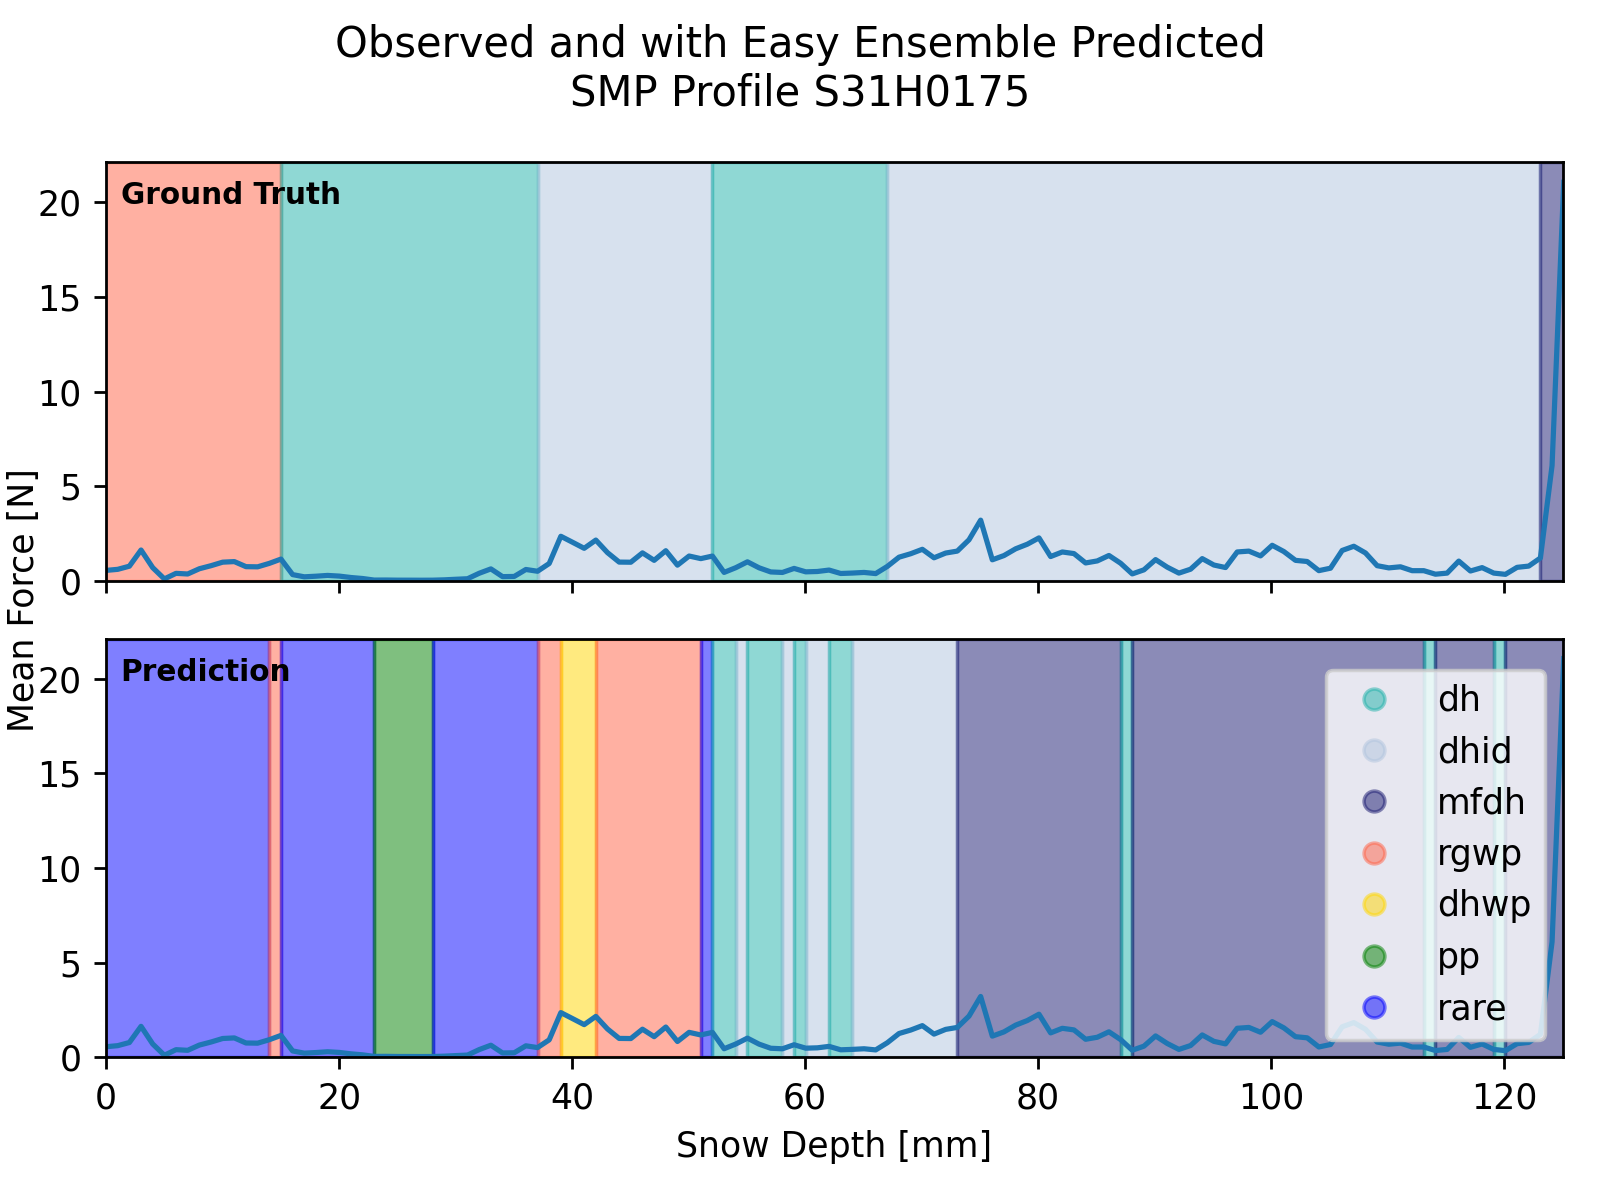 Observed and with Easy Ensemble Predicted
SMP Profile S31H0175
Mean Force [N]
Ground Truth
20
15
10
5
0
Prediction
20
15
10
5
0
dh
dhid
mfdh
rgwp
dhwp
pp
rare
0 20 40 60 80 100 120
Snow Depth [mm]